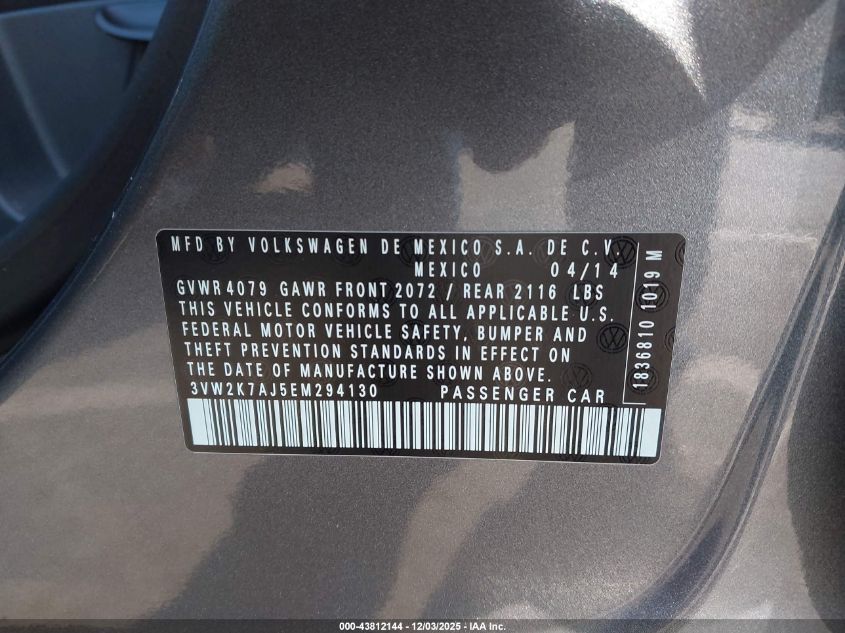 MFD BY VOLKSWAGEN DE MEXICO S.A. DE C.V.
MEXICO 04/14
GVWR 4079 GAWR FRONT 2072 / REAR 2116 LBS
THIS VEHICLE CONFORMS TO ALL APPLICABLE U.S.
FEDERAL MOTOR VEHICLE SAFETY, BUMPER AND
THEFT PREVENTION STANDARDS IN EFFECT ON
THE DATE OF MANUFACTURE SHOWN ABOVE.
3VW2K7AJ5EM294130 PASSENGER CAR
1836810 1019 M
000-43812144 - 12/03/2025 - IAA Inc.